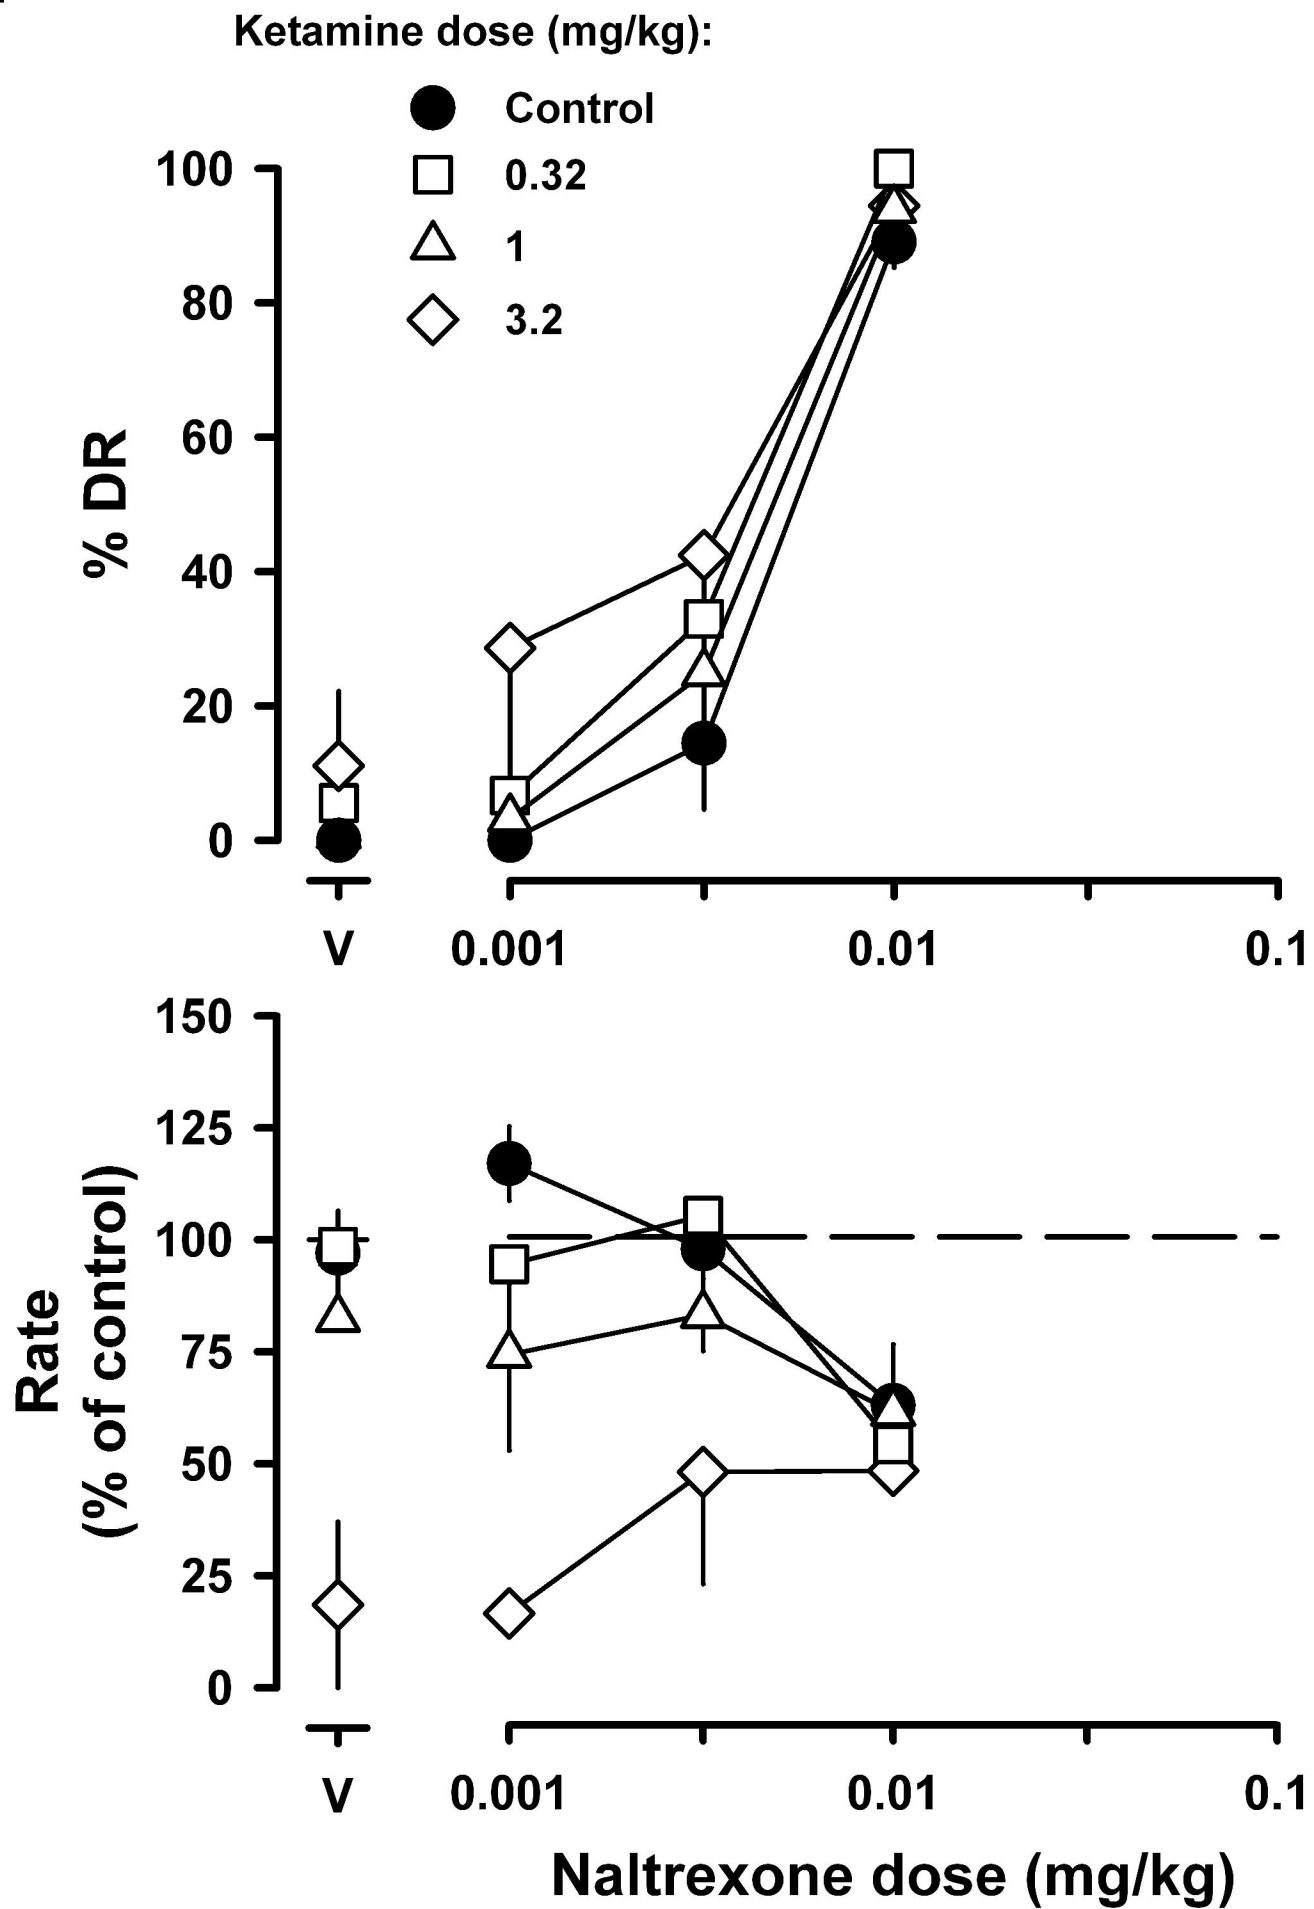 Ketamine dose (mg/kg):
Control
0.32
1
3.2
100
80
60
40
20
0
% DR
V 0.001 0.01 0.1
150
125
100
75
50
25
0
Rate
(% of control)
V 0.001 0.01 0.1
Naltrexone dose (mg/kg)